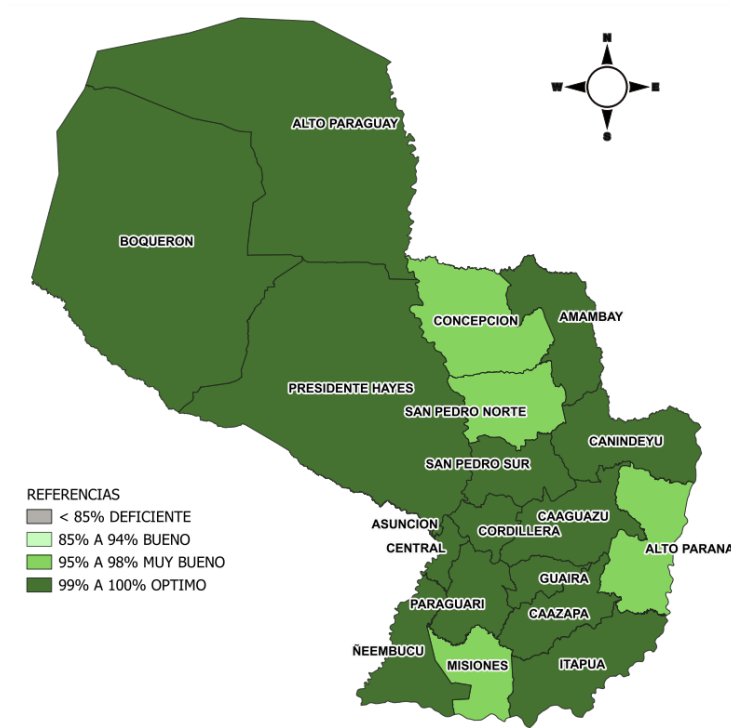 N
W
E
S
ALTO PARAGUAY
BOQUERON
CONCEPCION
AMAMBAY
PRESIDENTE HAYES
SAN PEDRO NORTE
CANINDEYU
SAN PEDRO SUR
REFERENCIAS
< 85% DEFICIENTE
85% A 94% BUENO
95% A 98% MUY BUENO
99% A 100% OPTIMO
ASUNCION
CAAGUAZU
CORDILLERA
CENTRAL
ALTO PARANA
GUAIRA
PARAGUARI
CAAZAPA
ÑEEMBUCU
MISIONES
ITAPUA